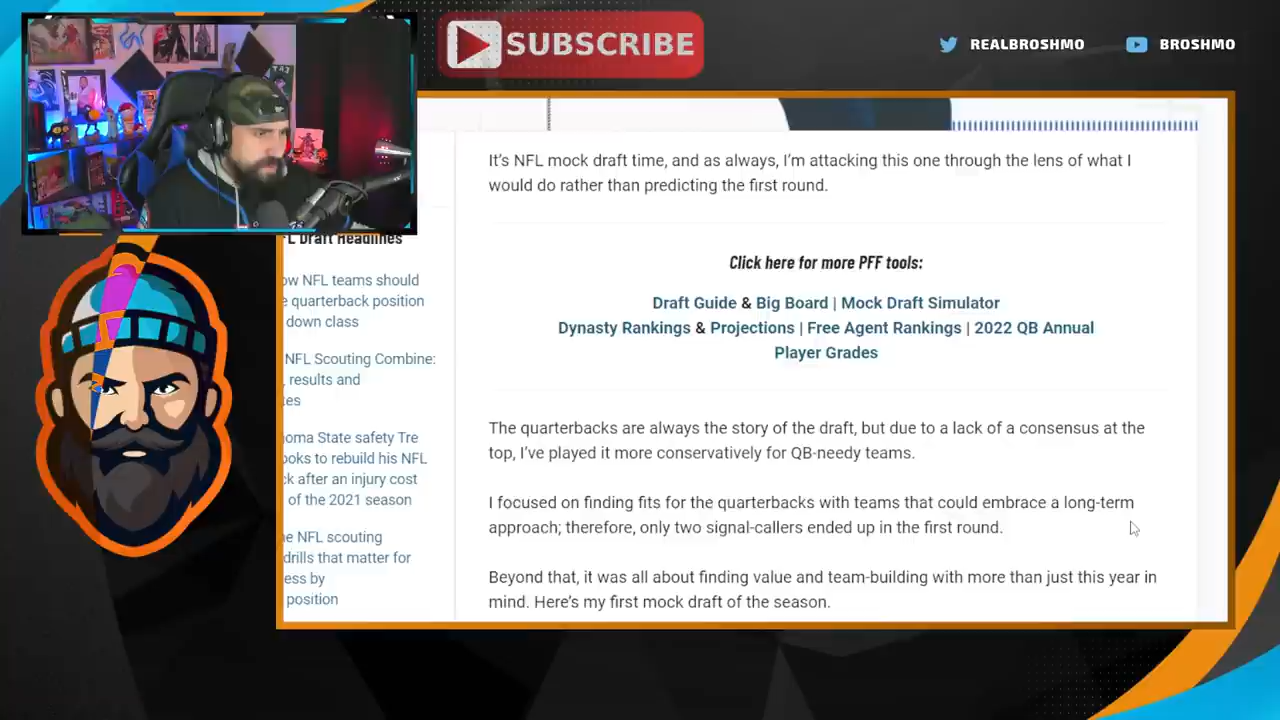 SUBSCRIBE
REALBROSHMO
BROSHMO
It's NFL mock draft time, and as always, I'm attacking this one through the lens of what I
would do rather than predicting the first round.
Click here for more PFF tools:
Draft Guide & Big Board | Mock Draft Simulator
Dynasty Rankings & Projections | Free Agent Rankings | 2022 QB Annual
Player Grades
The quarterbacks are always the story of the draft, but due to a lack of a consensus at the
top, I've played it more conservatively for QB-needy teams.
I focused on finding fits for the quarterbacks with teams that could embrace a long-term
approach; therefore, only two signal-callers ended up in the first round.
Beyond that, it was all about finding value and team-building with more than just this year in
mind. Here's my first mock draft of the season.
FL Draft Headlines
ow NFL teams should
e quarterback position
down class
NFL Scouting Combine:
, results and
kes
oma State safety Tre
ooks to rebuild his NFL
ck after an injury cost
of the 2021 season
he NFL scouting
drills that matter for
ess by
position